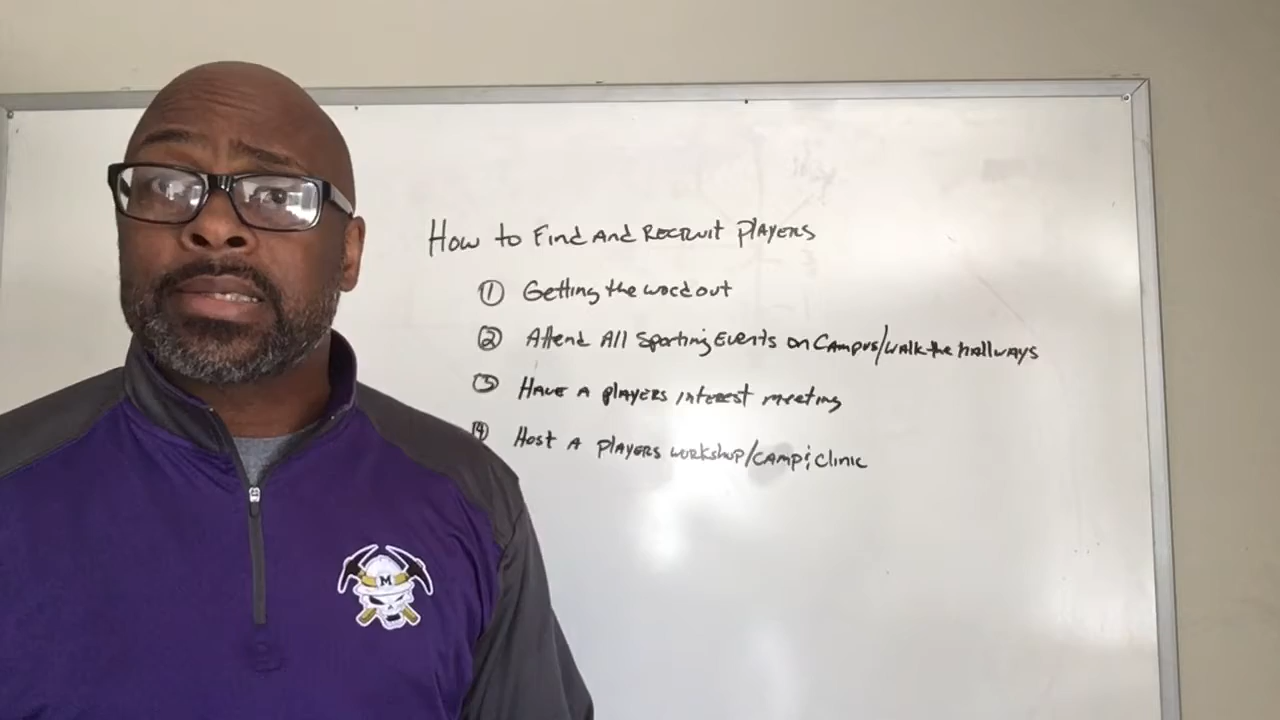 How to Find And Recruit Players
① Getting the word out
② Attend All Sporting Events on Campus/walk the hallways
③ Have A players interest meeting
④ Host A players workshop/camp; clinic
M